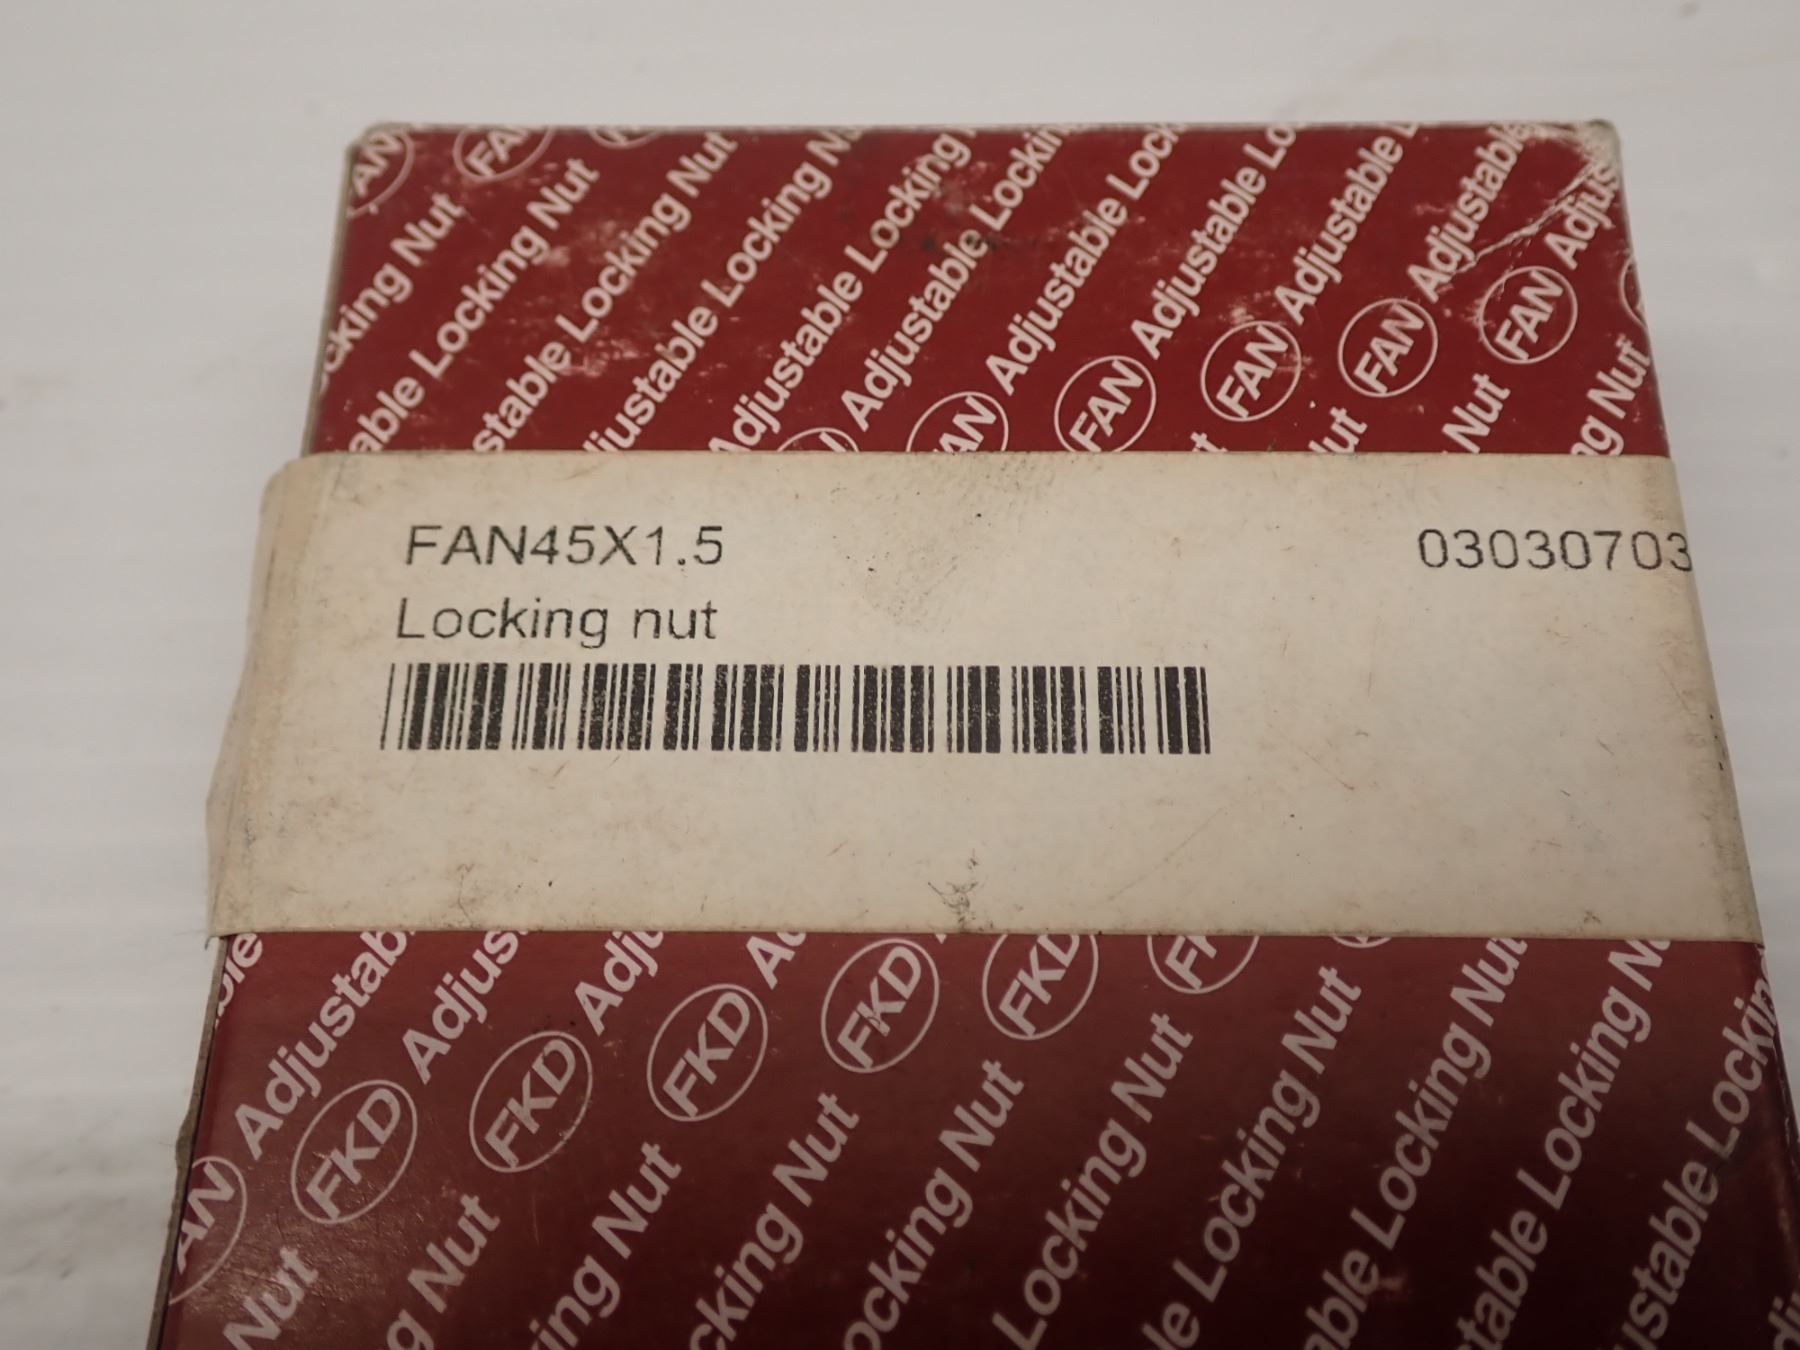 FAN Adjustable Locking Nut
FAN45X1.5 03030703
Locking nut
FKD Adjustable Locking Nut